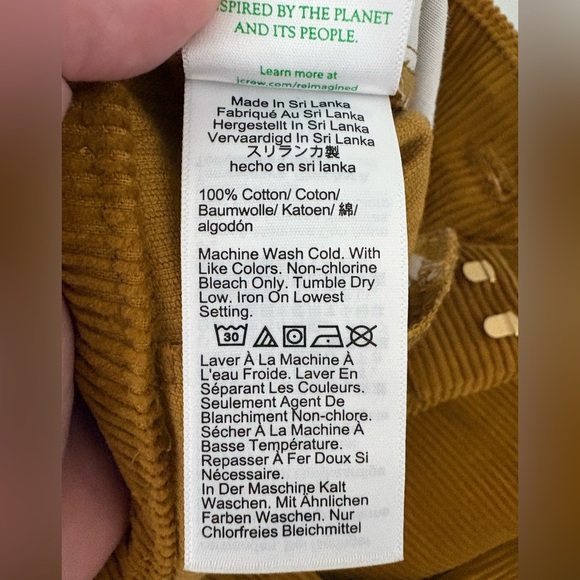 INSPIRED BY THE PLANET
AND ITS PEOPLE.
Learn more at
jcrew.com/reimagined
Made In Sri Lanka
Fabriqué Au Sri Lanka
Hergestellt In Sri Lanka
Vervaardigd In Sri Lanka
スリランカ製
hecho en sri lanka
100% Cotton/ Coton/
Baumwolle/ Katoen/ 綿/
algodón
Machine Wash Cold. With
Like Colors. Non-chlorine
Bleach Only. Tumble Dry
Low. Iron On Lowest
Setting.
30
Laver À La Machine À
L'eau Froide. Laver En
Séparant Les Couleurs.
Seulement Agent De
Blanchiment Non-chlore.
Sécher À La Machine À
Basse Température.
Repasser À Fer Doux Si
Nécessaire.
In Der Maschine Kalt
Waschen. Mit Ähnlichen
Farben Waschen. Nur
Chlorfreies Bleichmittel